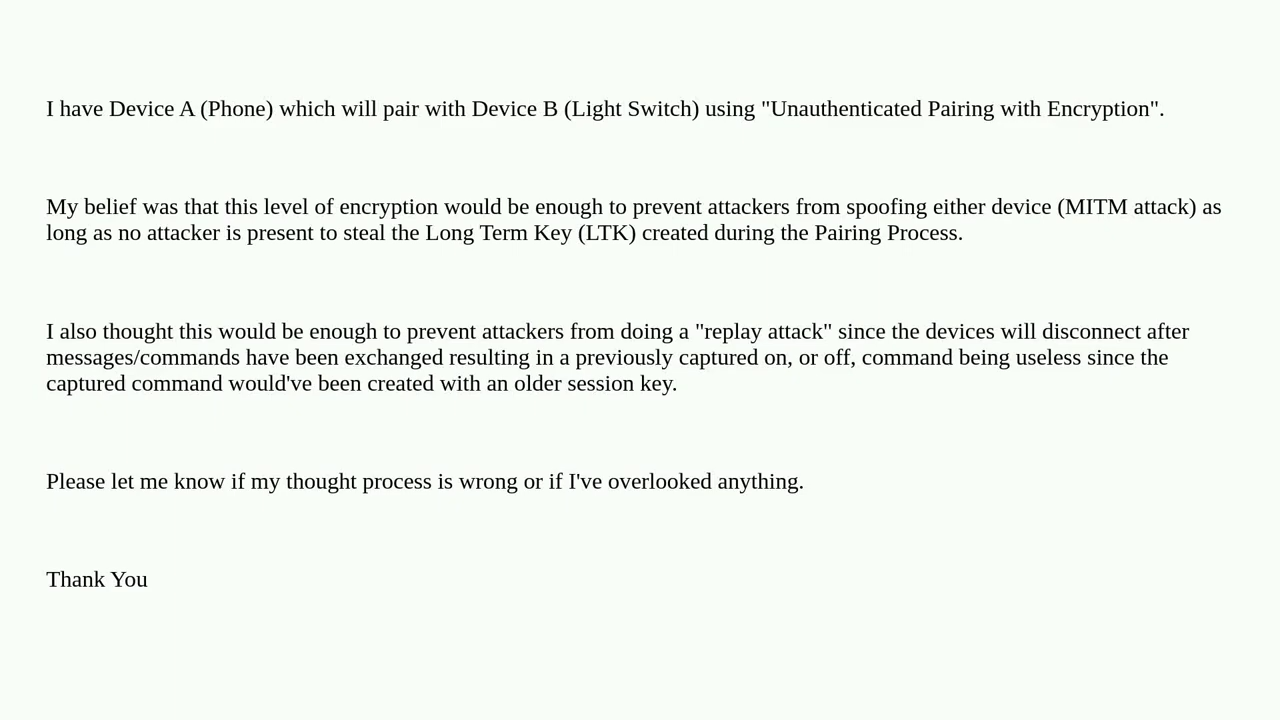 I have Device A (Phone) which will pair with Device B (Light Switch) using "Unauthenticated Pairing with Encryption".
My belief was that this level of encryption would be enough to prevent attackers from spoofing either device (MITM attack) as
long as no attacker is present to steal the Long Term Key (LTK) created during the Pairing Process.
I also thought this would be enough to prevent attackers from doing a "replay attack" since the devices will disconnect after
messages/commands have been exchanged resulting in a previously captured on, or off, command being useless since the
captured command would've been created with an older session key.
Please let me know if my thought process is wrong or if I've overlooked anything.
Thank You